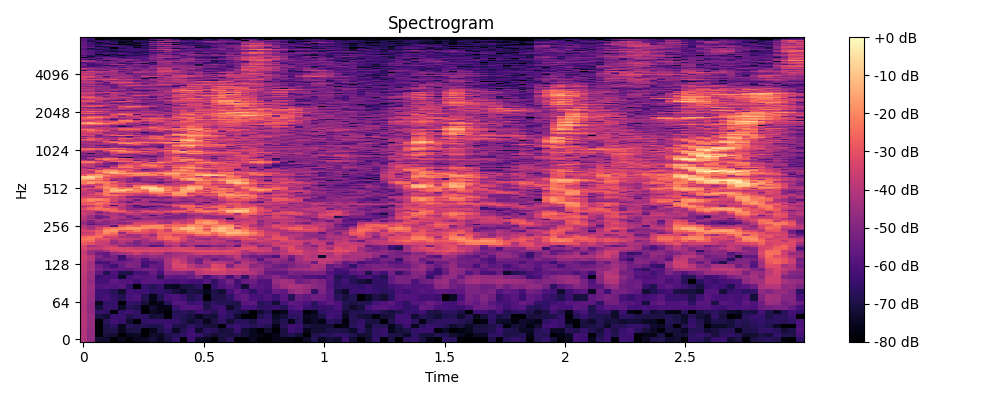 Spectrogram
Hz
4096
2048
1024
512
256
128
64
0
0
0.5
1
1.5
2
2.5
Time
+0 dB
-10 dB
-20 dB
-30 dB
-40 dB
-50 dB
-60 dB
-70 dB
-80 dB